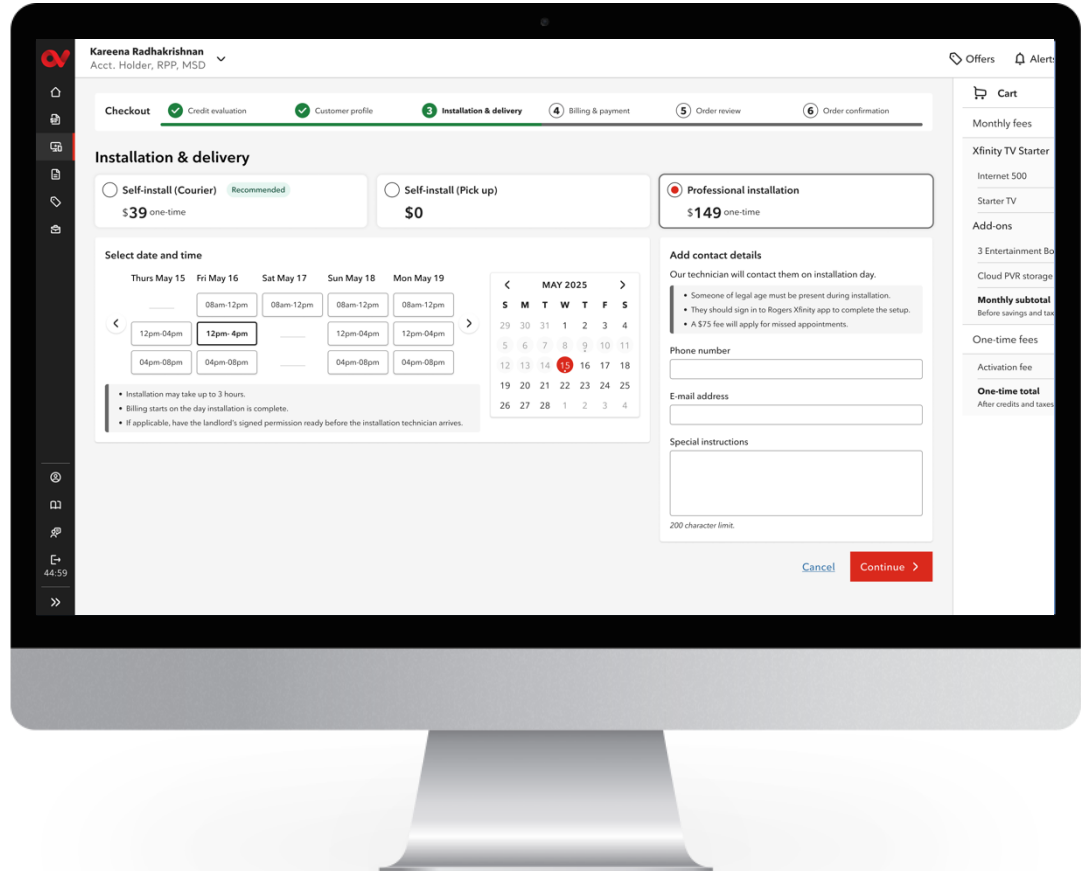 Kareena Radhakrishnan
Acct. Holder, RPP, MSD
Offers
Alerts
Checkout
Credit evaluation
Customer profile
3 Installation & delivery
4 Billing & payment
5 Order review
6 Order confirmation
Installation & delivery
Self-install (Courier) Recommended
$39 one-time
Self-install (Pick up)
$0
Professional installation
$149 one-time
Select date and time
Thurs May 15 Fri May 16 Sat May 17 Sun May 18 Mon May 19
08am-12pm 08am-12pm 08am-12pm 08am-12pm
12pm-04pm 12pm- 4pm 12pm-04pm 12pm-04pm
04pm-08pm 04pm-08pm 04pm-08pm 04pm-08pm
MAY 2025
S M T W T F S
29 30 31 1 2 3 4
5 6 7 8 9 10 11
12 13 14 15 16 17 18
19 20 21 22 23 24 25
26 27 28 1 2 3 4
• Installation may take up to 3 hours.
• Billing starts on the day installation is complete.
• If applicable, have the landlord's signed permission ready before the installation technician arrives.
Add contact details
Our technician will contact them on installation day.
• Someone of legal age must be present during installation.
• They should sign in to Rogers Xfinity app to complete the setup.
• A $75 fee will apply for missed appointments.
Phone number
E-mail address
Special instructions
200 character limit.
Cancel
Continue
Cart
Monthly fees
Xfinity TV Starter
Internet 500
Starter TV
Add-ons
3 Entertainment Bo
Cloud PVR storage
Monthly subtotal
Before savings and tax
One-time fees
Activation fee
One-time total
After credits and taxes
44:59